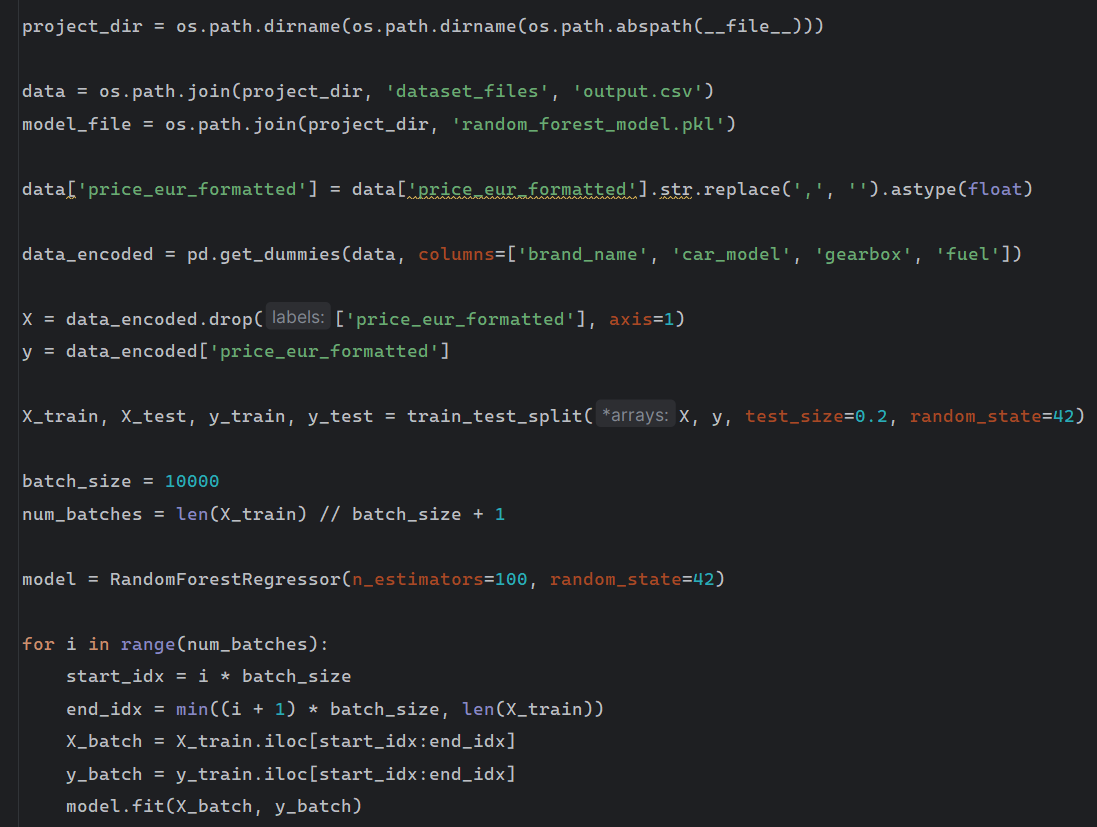 project_dir = os.path.dirname(os.path.dirname(os.path.abspath(__file__)))
data = os.path.join(project_dir, 'dataset_files', 'output.csv')
model_file = os.path.join(project_dir, 'random_forest_model.pkl')
data['price_eur_formatted'] = data['price_eur_formatted'].str.replace(',', '').astype(float)
data_encoded = pd.get_dummies(data, columns=['brand_name', 'car_model', 'gearbox', 'fuel'])
X = data_encoded.drop( labels: ['price_eur_formatted'], axis=1)
y = data_encoded['price_eur_formatted']
X_train, X_test, y_train, y_test = train_test_split( *arrays: X, y, test_size=0.2, random_state=42)
batch_size = 10000
num_batches = len(X_train) // batch_size + 1
model = RandomForestRegressor(n_estimators=100, random_state=42)
for i in range(num_batches):
    start_idx = i * batch_size
    end_idx = min((i + 1) * batch_size, len(X_train))
    X_batch = X_train.iloc[start_idx:end_idx]
    y_batch = y_train.iloc[start_idx:end_idx]
    model.fit(X_batch, y_batch)